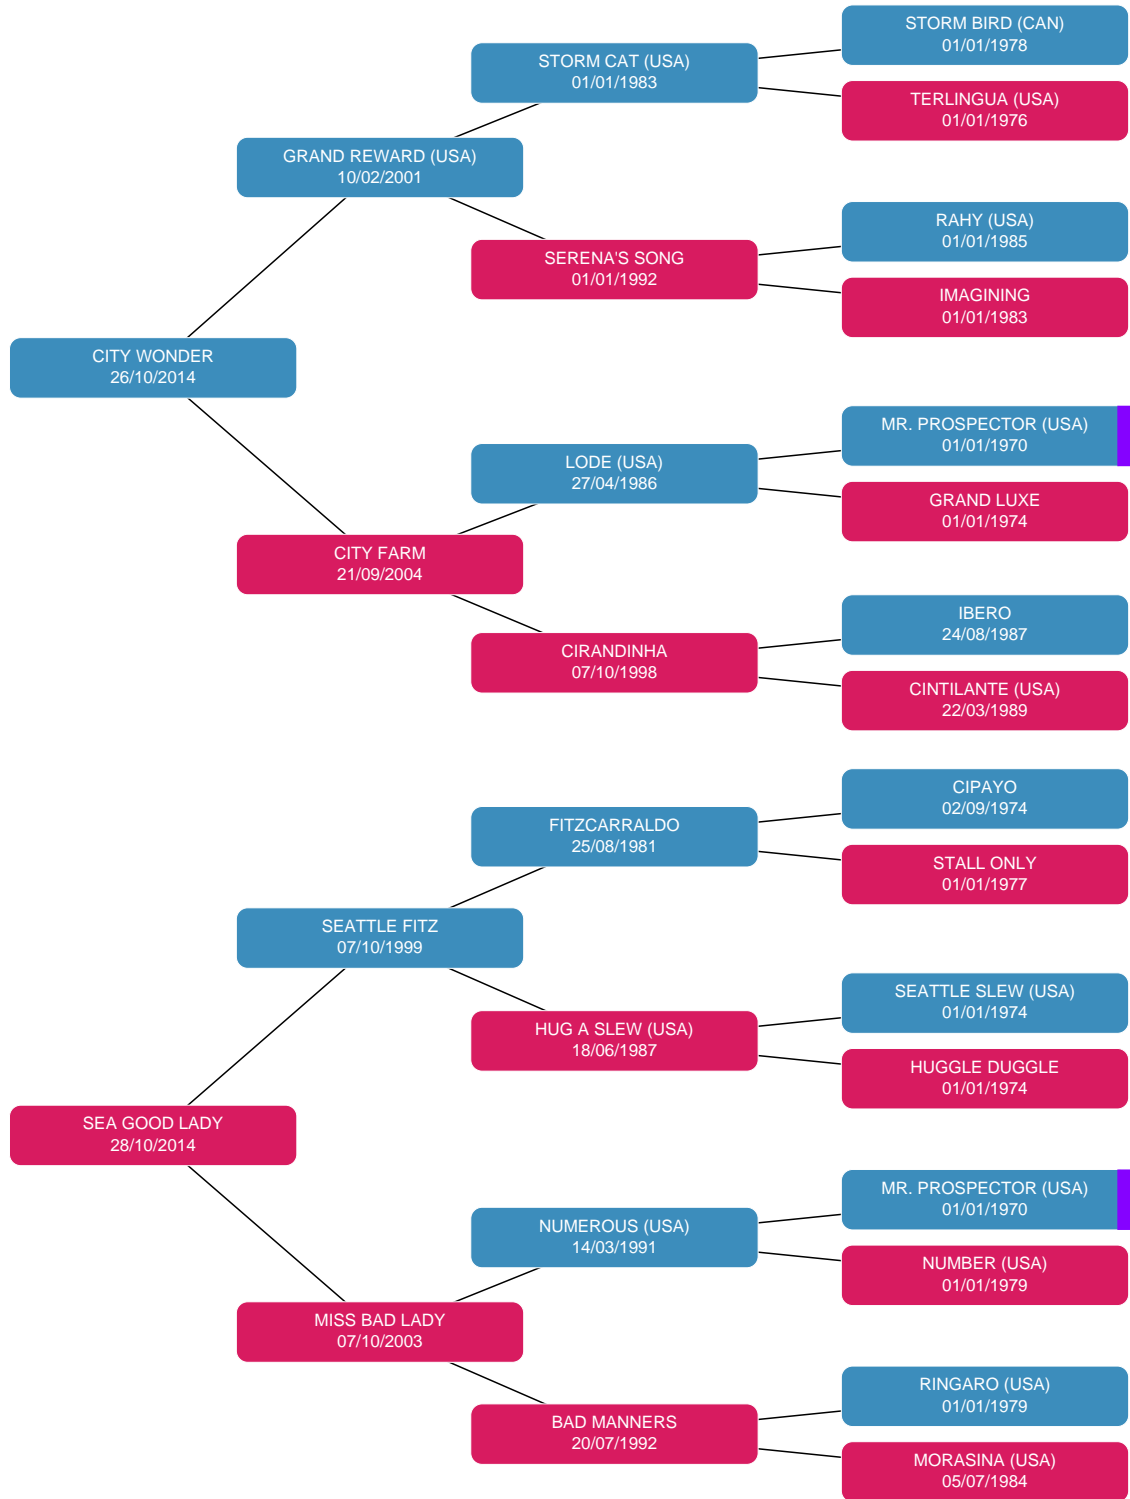 STORM BIRD (CAN)
01/01/1978
STORM CAT (USA)
01/01/1983
TERLINGUA (USA)
01/01/1976
GRAND REWARD (USA)
10/02/2001
RAHY (USA)
01/01/1985
SERENA'S SONG
01/01/1992
IMAGINING
01/01/1983
CITY WONDER
26/10/2014
MR. PROSPECTOR (USA)
01/01/1970
LODE (USA)
27/04/1986
GRAND LUXE
01/01/1974
CITY FARM
21/09/2004
IBERO
24/08/1987
CIRANDINHA
07/10/1998
CINTILANTE (USA)
22/03/1989
CIPAYO
02/09/1974
FITZCARRALDO
25/08/1981
STALL ONLY
01/01/1977
SEATTLE FITZ
07/10/1999
SEATTLE SLEW (USA)
01/01/1974
HUG A SLEW (USA)
18/06/1987
HUGGLE DUGGLE
01/01/1974
SEA GOOD LADY
28/10/2014
MR. PROSPECTOR (USA)
01/01/1970
NUMEROUS (USA)
14/03/1991
NUMBER (USA)
01/01/1979
MISS BAD LADY
07/10/2003
RINGARO (USA)
01/01/1979
BAD MANNERS
20/07/1992
MORASINA (USA)
05/07/1984